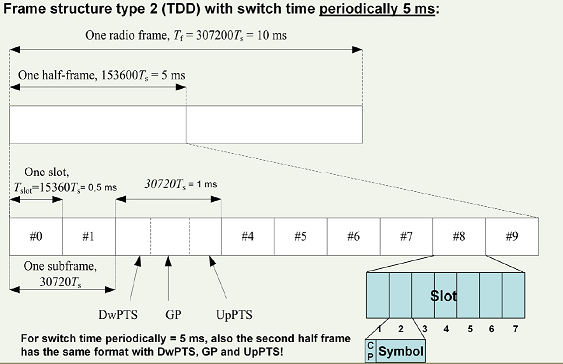 Frame structure type 2 (TDD) with switch time periodically 5 ms:
One radio frame, Tf = 307200Ts = 10 ms
One half-frame, 153600Ts = 5 ms
One slot,
Tslot=15360Ts= 0,5 ms
30720Ts = 1 ms
#0 #1 #4 #5 #6 #7 #8 #9
One subframe,
30720Ts
DwPTS GP UpPTS
Slot
1 2 3 4 5 6 7
CP Symbol
For switch time periodically = 5 ms, also the second half frame
has the same format with DwPTS, GP and UpPTS!